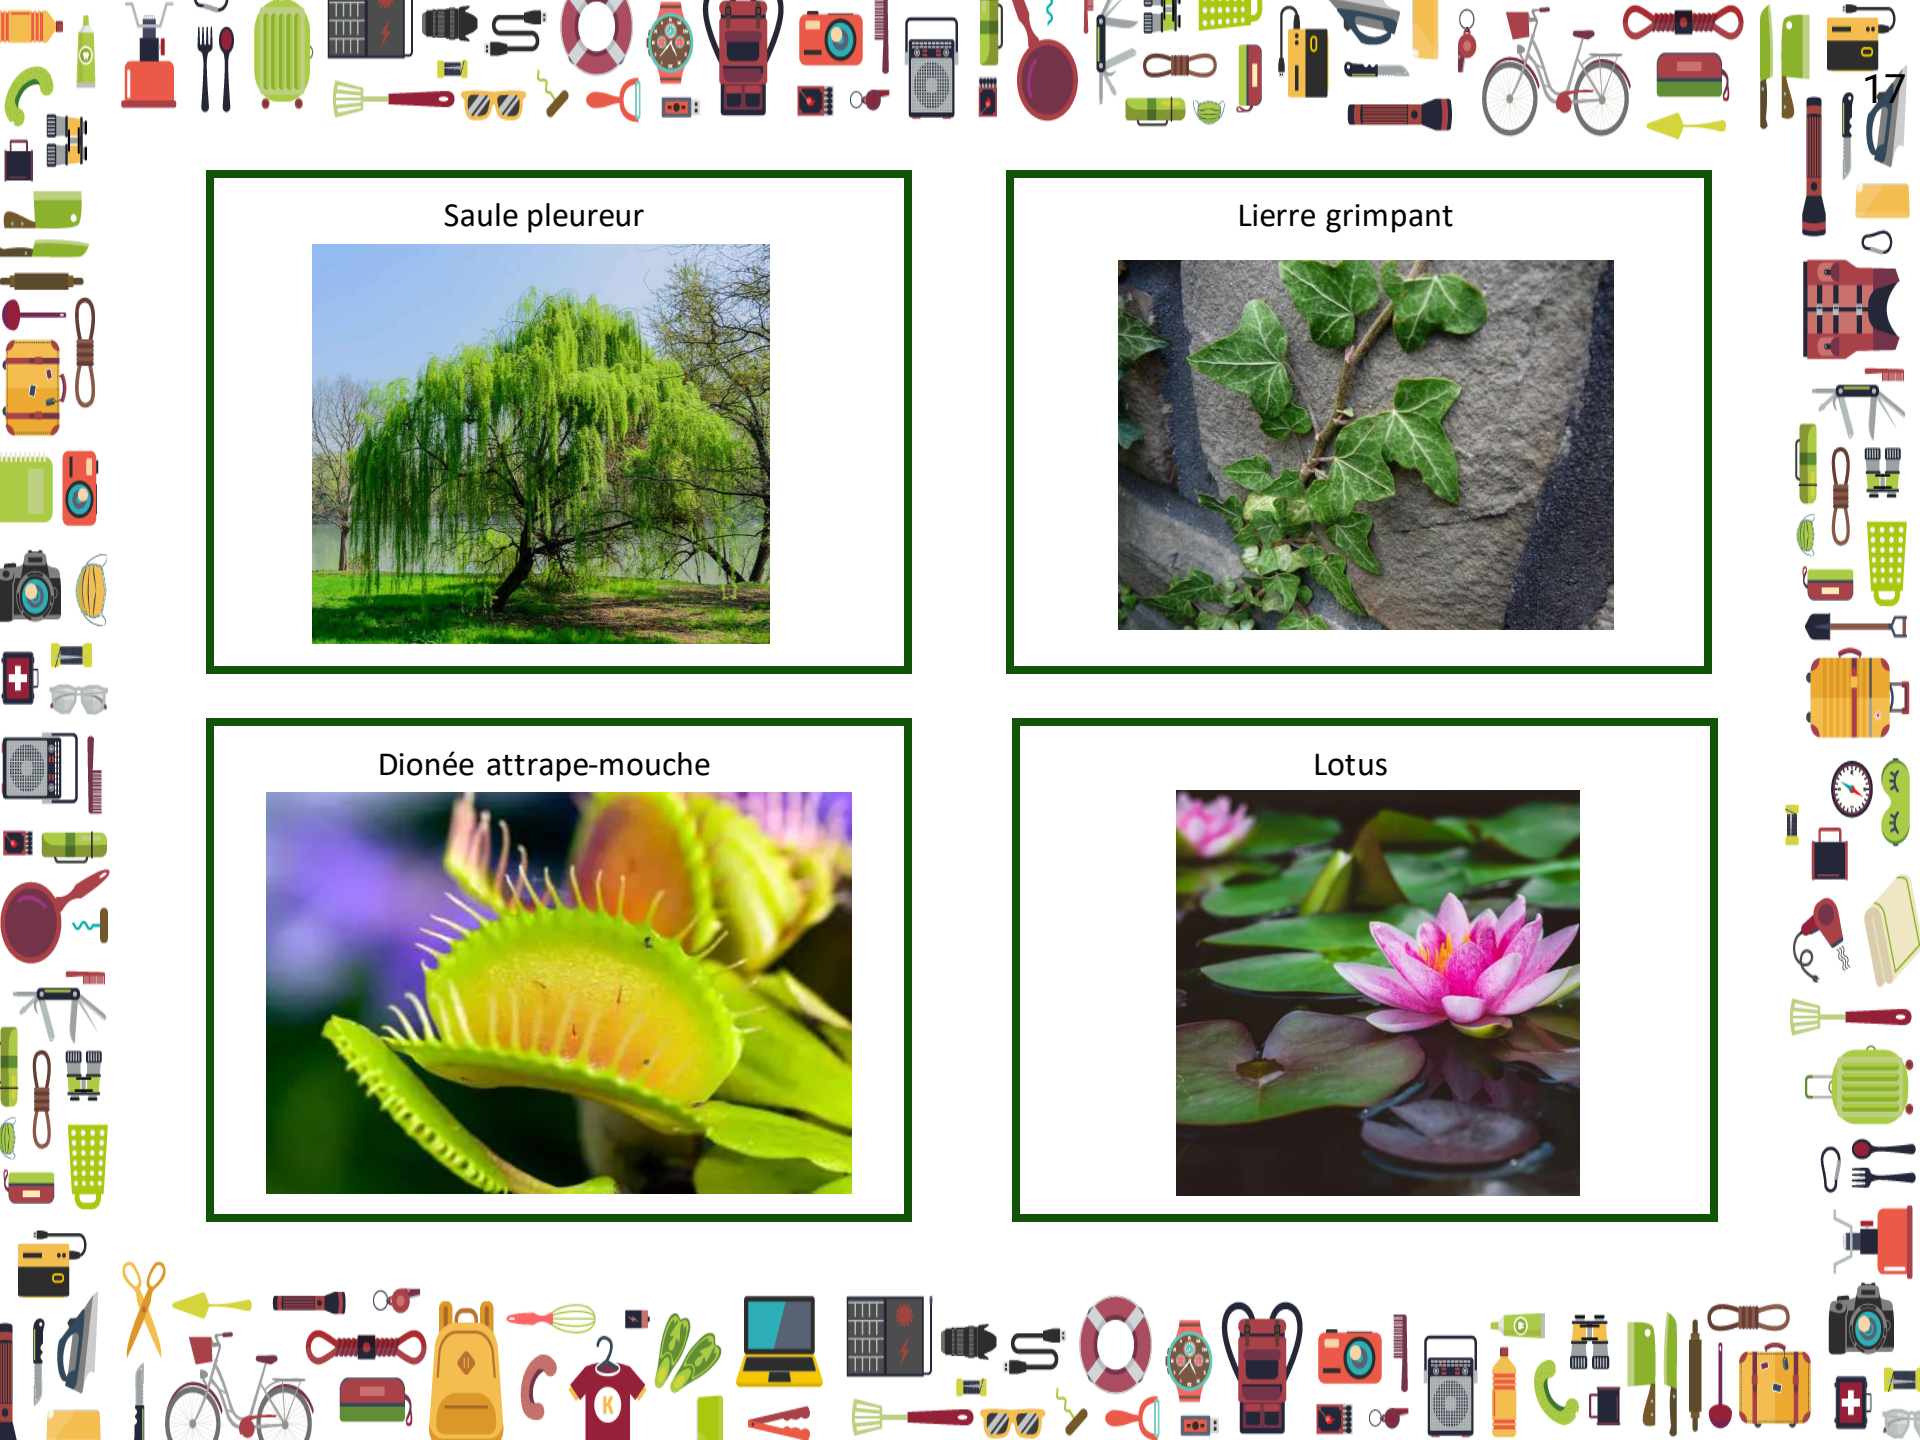 17
Saule pleureur
Lierre grimpant
Dionée attrape-mouche
Lotus
K